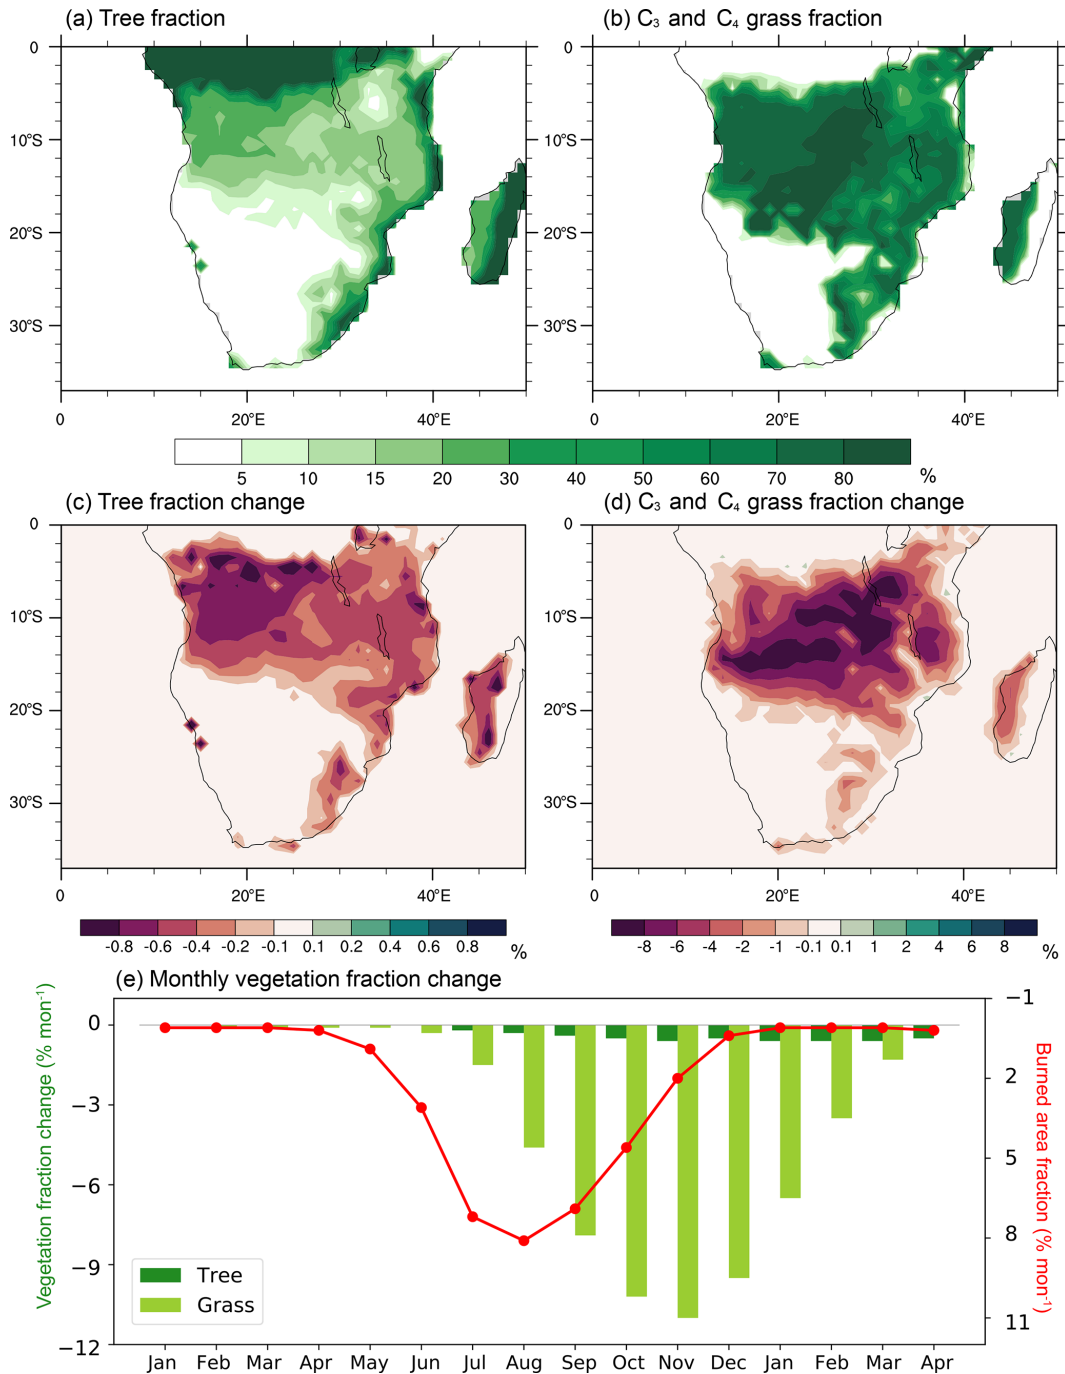 (a) Tree fraction
(b) C₃ and C₄ grass fraction
0
10°S
20°S
30°S
0 20°E 40°E
0
10°S
20°S
30°S
0 20°E 40°E
5 10 15 20 30 40 50 60 70 80 %
(c) Tree fraction change
(d) C₃ and C₄ grass fraction change
0
10°S
20°S
30°S
0 20°E 40°E
0
10°S
20°S
30°S
0 20°E 40°E
-0.8 -0.6 -0.4 -0.2 -0.1 0.1 0.2 0.4 0.6 0.8 %
-8 -6 -4 -2 -1 -0.1 0.1 1 2 4 6 8 %
(e) Monthly vegetation fraction change
Vegetation fraction change (% mon⁻¹)
0
−3
−6
−9
−12
Tree
Grass
−1
2
5
8
11
Burned area fraction (% mon⁻¹)
Jan Feb Mar Apr May Jun Jul Aug Sep Oct Nov Dec Jan Feb Mar Apr